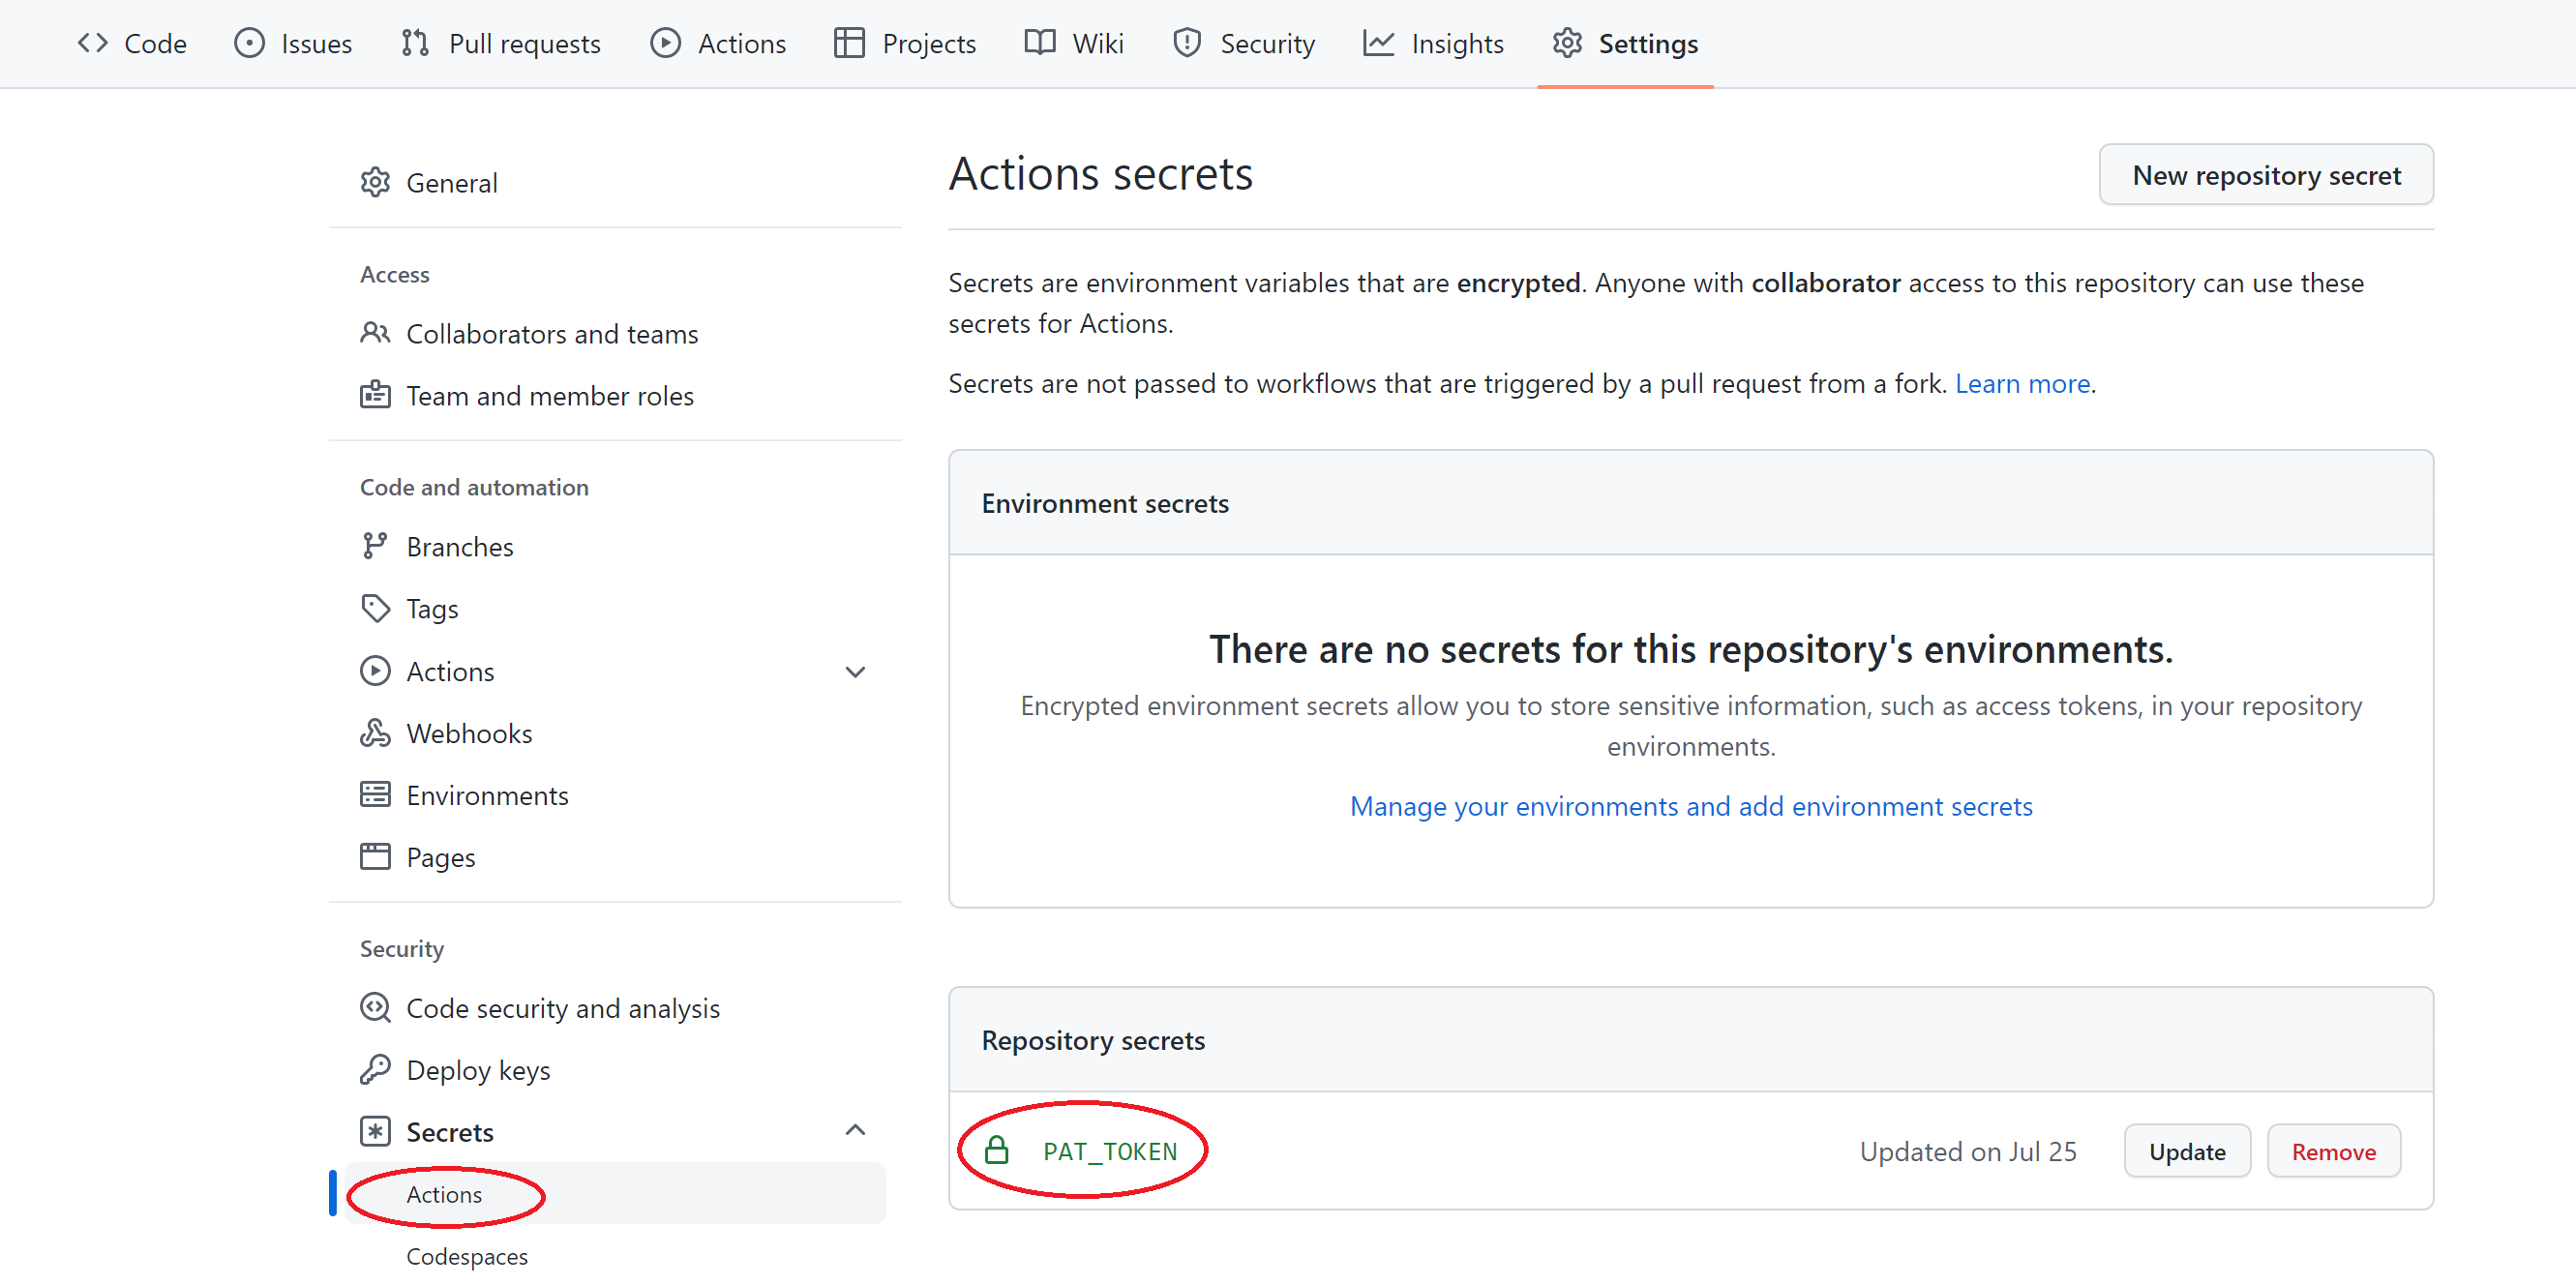 Code Issues Pull requests Actions Projects Wiki Security Insights Settings
General
Access
Collaborators and teams
Team and member roles
Code and automation
Branches
Tags
Actions
Webhooks
Environments
Pages
Security
Code security and analysis
Deploy keys
Secrets
Actions
Codespaces
Actions secrets
New repository secret
Secrets are environment variables that are encrypted. Anyone with collaborator access to this repository can use these
secrets for Actions.
Secrets are not passed to workflows that are triggered by a pull request from a fork. Learn more.
Environment secrets
There are no secrets for this repository's environments.
Encrypted environment secrets allow you to store sensitive information, such as access tokens, in your repository
environments.
Manage your environments and add environment secrets
Repository secrets
PAT_TOKEN Updated on Jul 25 Update Remove